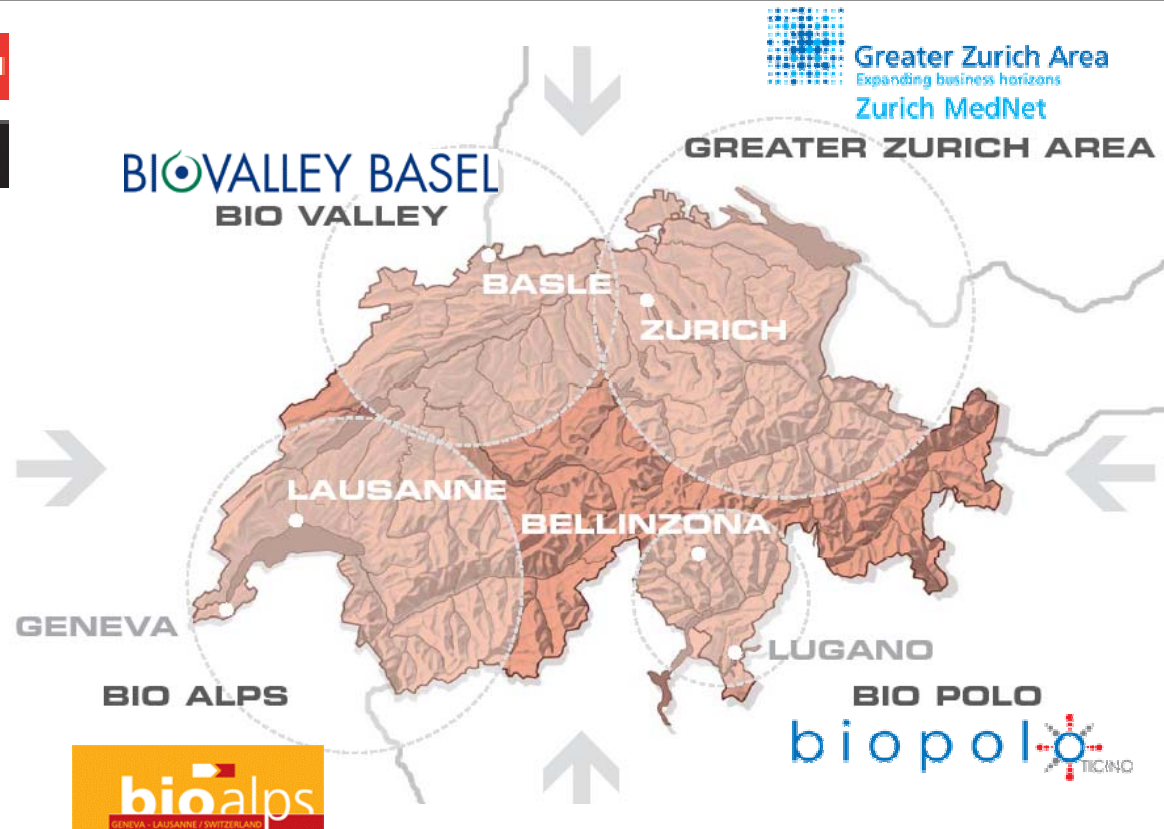 Greater Zurich Area
Expanding business horizons
Zurich MedNet
GREATER ZURICH AREA
BIOVALLEY BASEL
BIO VALLEY
BASLE
ZURICH
LAUSANNE
BELLINZONA
GENEVA
LUGANO
BIO ALPS
BIO POLO
biopolo
TICINO
bioalps
GENEVA - LAUSANNE / SWITZERLAND